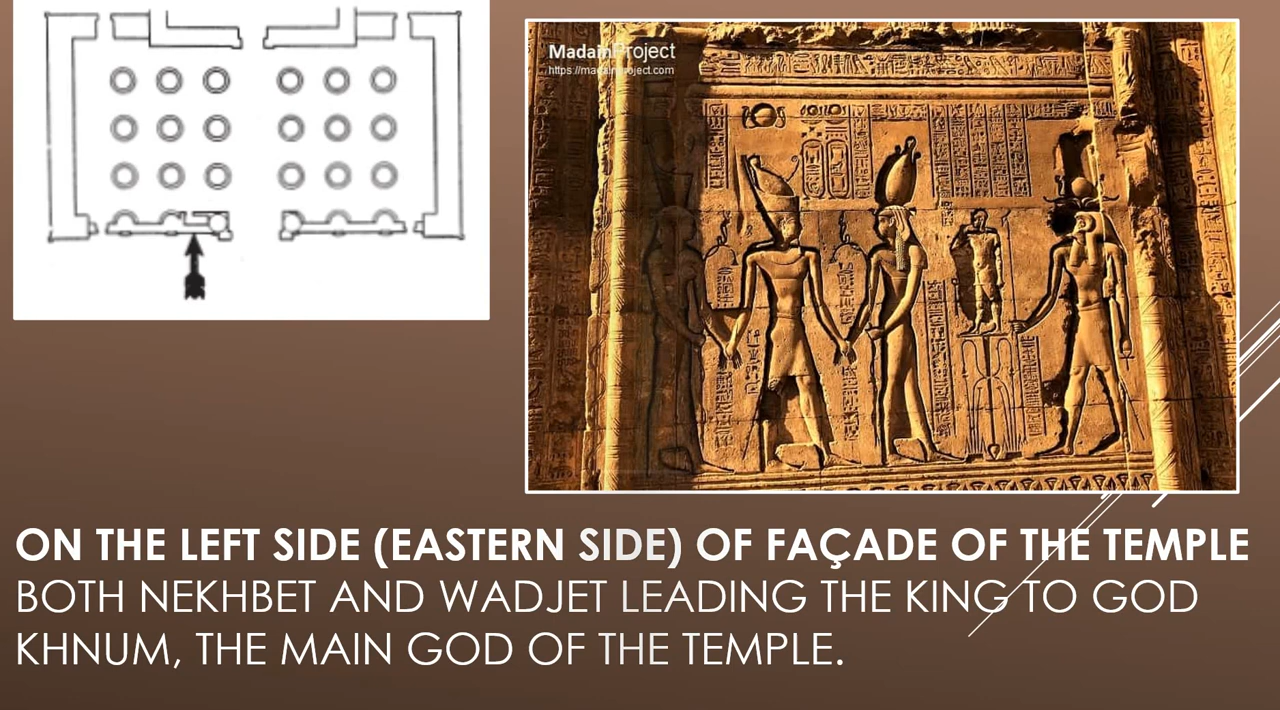 MadainProject
https://madainproject.com
ON THE LEFT SIDE (EASTERN SIDE) OF FAÇADE OF THE TEMPLE
BOTH NEKHBET AND WADJET LEADING THE KING TO GOD
KHNUM, THE MAIN GOD OF THE TEMPLE.